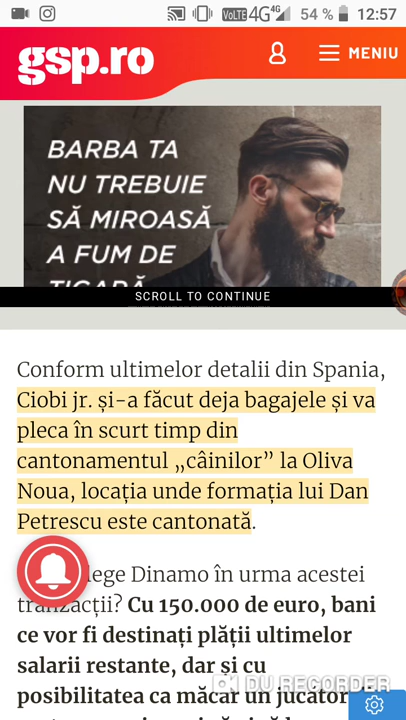 VoLTE 4G 4G 54 % 12:57
gsp.ro
MENIU
BARBA TA
NU TREBUIE
SĂ MIROASĂ
A FUM DE
ȚIGARĂ
SCROLL TO CONTINUE
Conform ultimelor detalii din Spania,
Ciobi jr. și-a făcut deja bagajele și va
pleca în scurt timp din
cantonamentul „câinilor” la Oliva
Noua, locația unde formația lui Dan
Petrescu este cantonată.
lege Dinamo în urma acestei
tranzacții? Cu 150.000 de euro, bani
ce vor fi destinați plății ultimelor
salarii restante, dar și cu
posibilitatea ca măcar un jucător
DU RECORDER